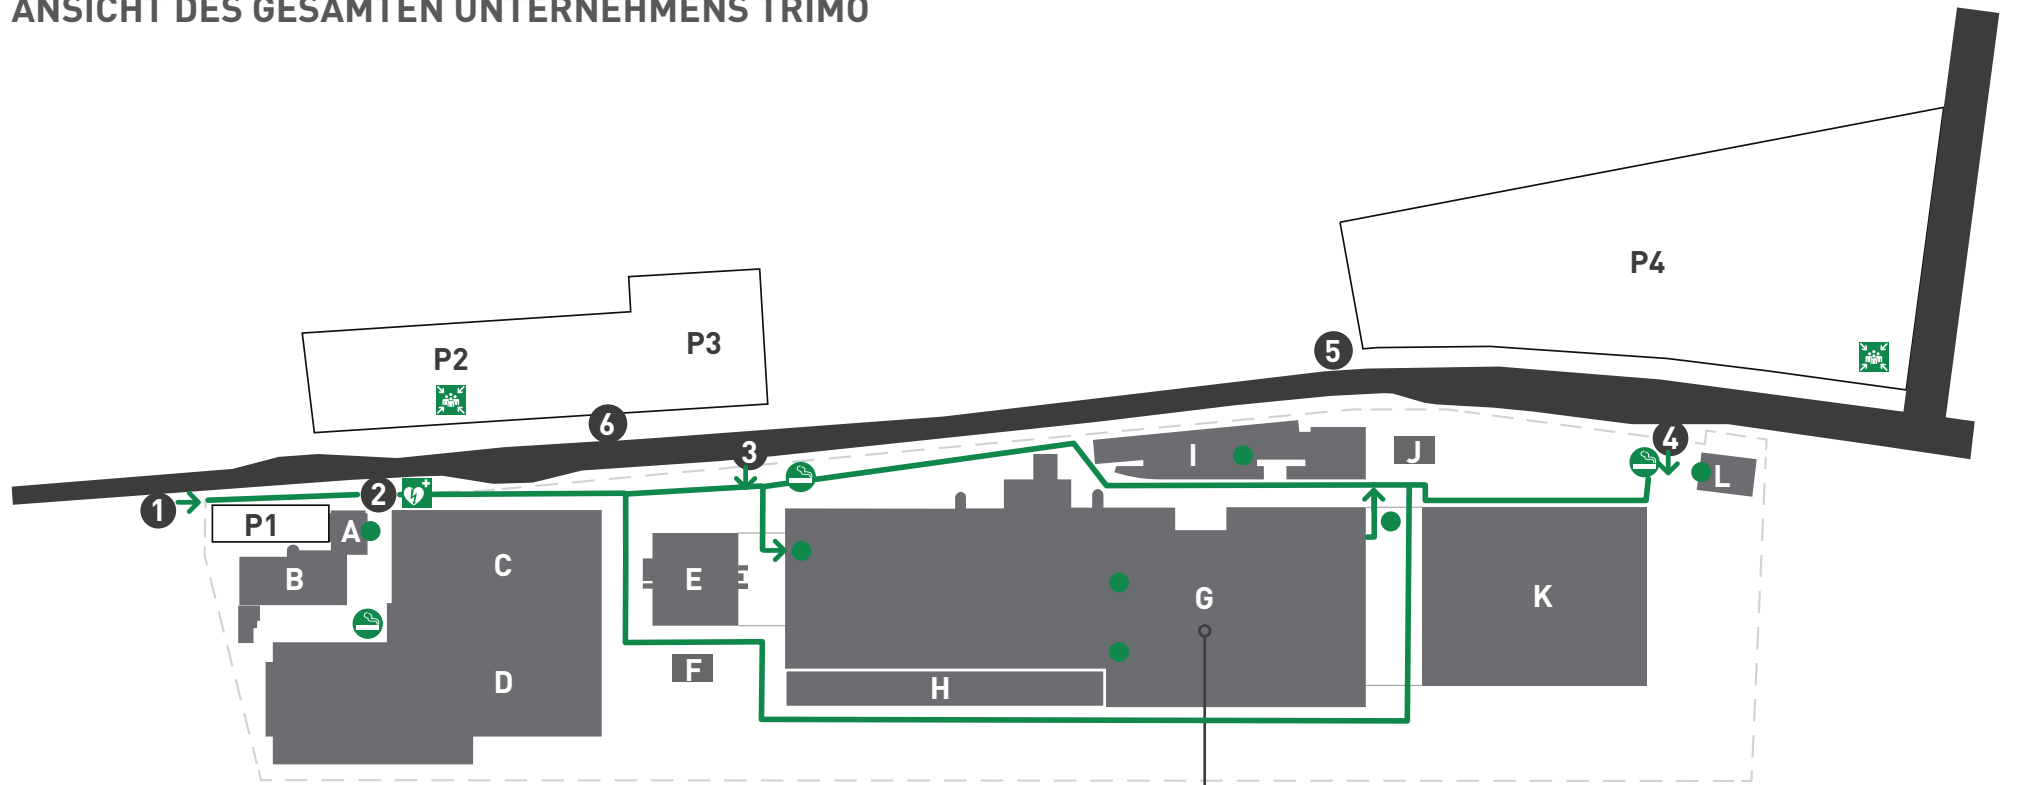 ANSICHT DES GESAMTEN UNTERNEHMENS TRIMO
P4
P3
P2
5
6
3
4
I
J
L
2
1
P1
A
C
B
E
G
K
F
D
H